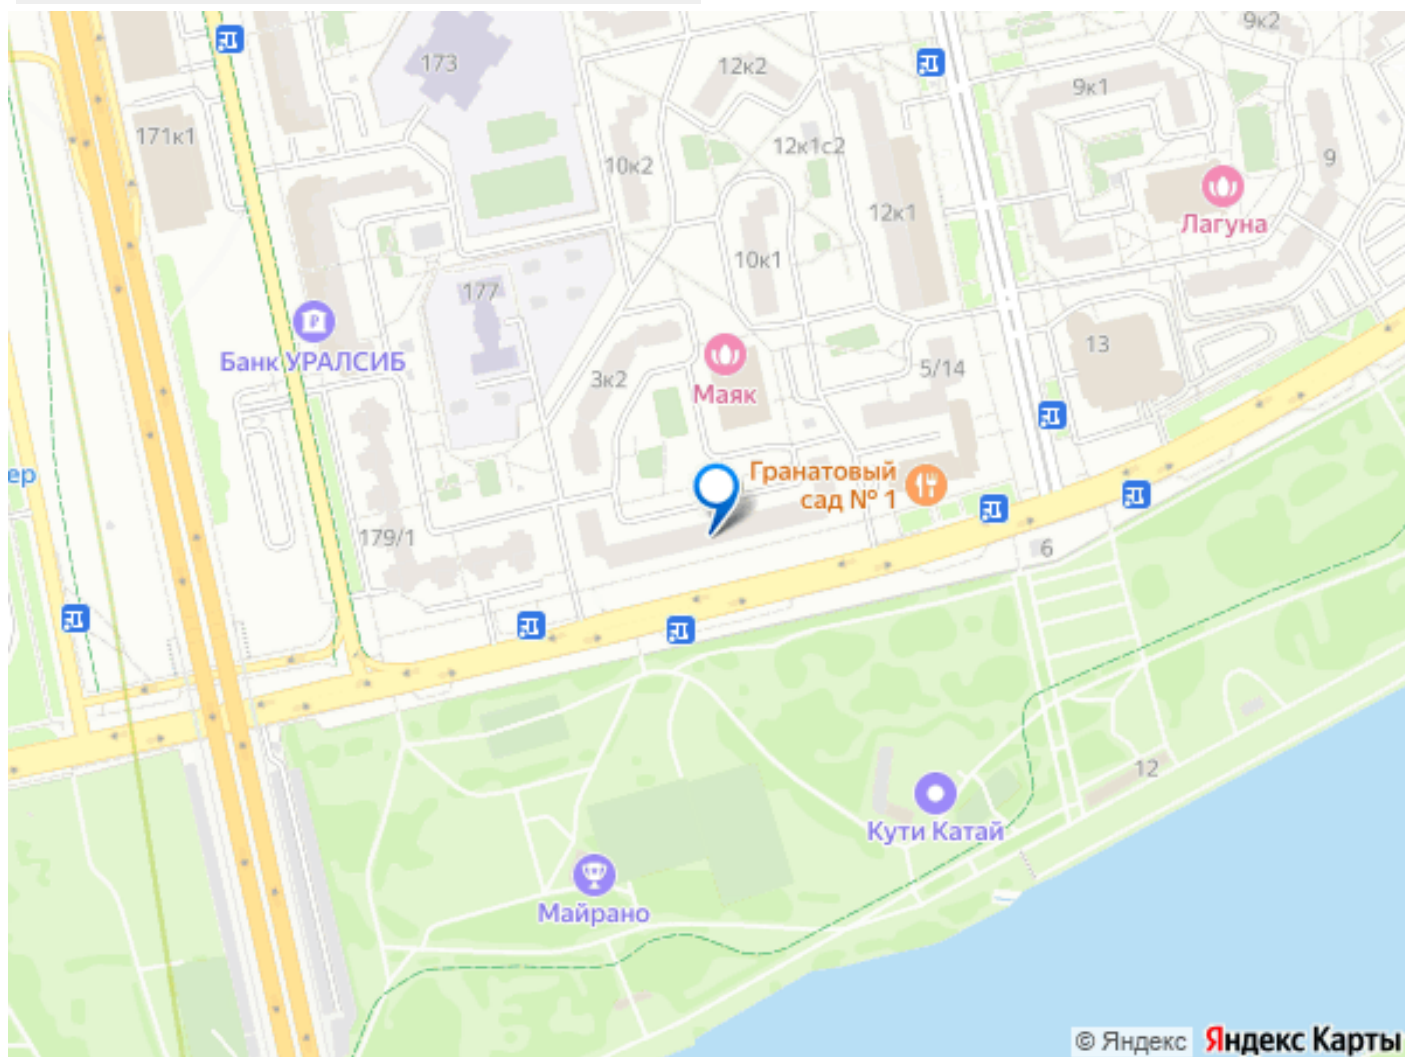 9к2
173
12к2
9к1
171к1
12к1с2
10к2
9
12к1
Лагуна
10к1
177
Банк УРАЛСИБ
13
5/14
3к2
Маяк
ер
Гранатовый
сад № 1
179/1
6
12
Кути Катай
Майрано
© Яндекс Яндекс Карты